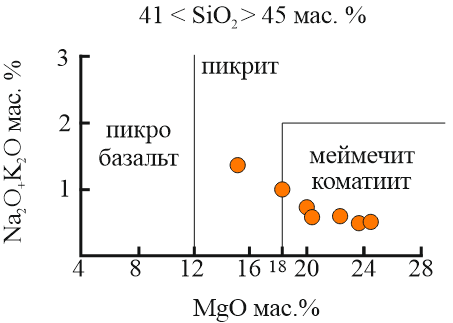 41 < SiO₂ > 45 мас. %
Na₂O+K₂O мас. %
3
2
1
пикрит
пикро
базальт
меймечит
коматиит
4 8 12 16 18 20 24 28
MgO мас.%